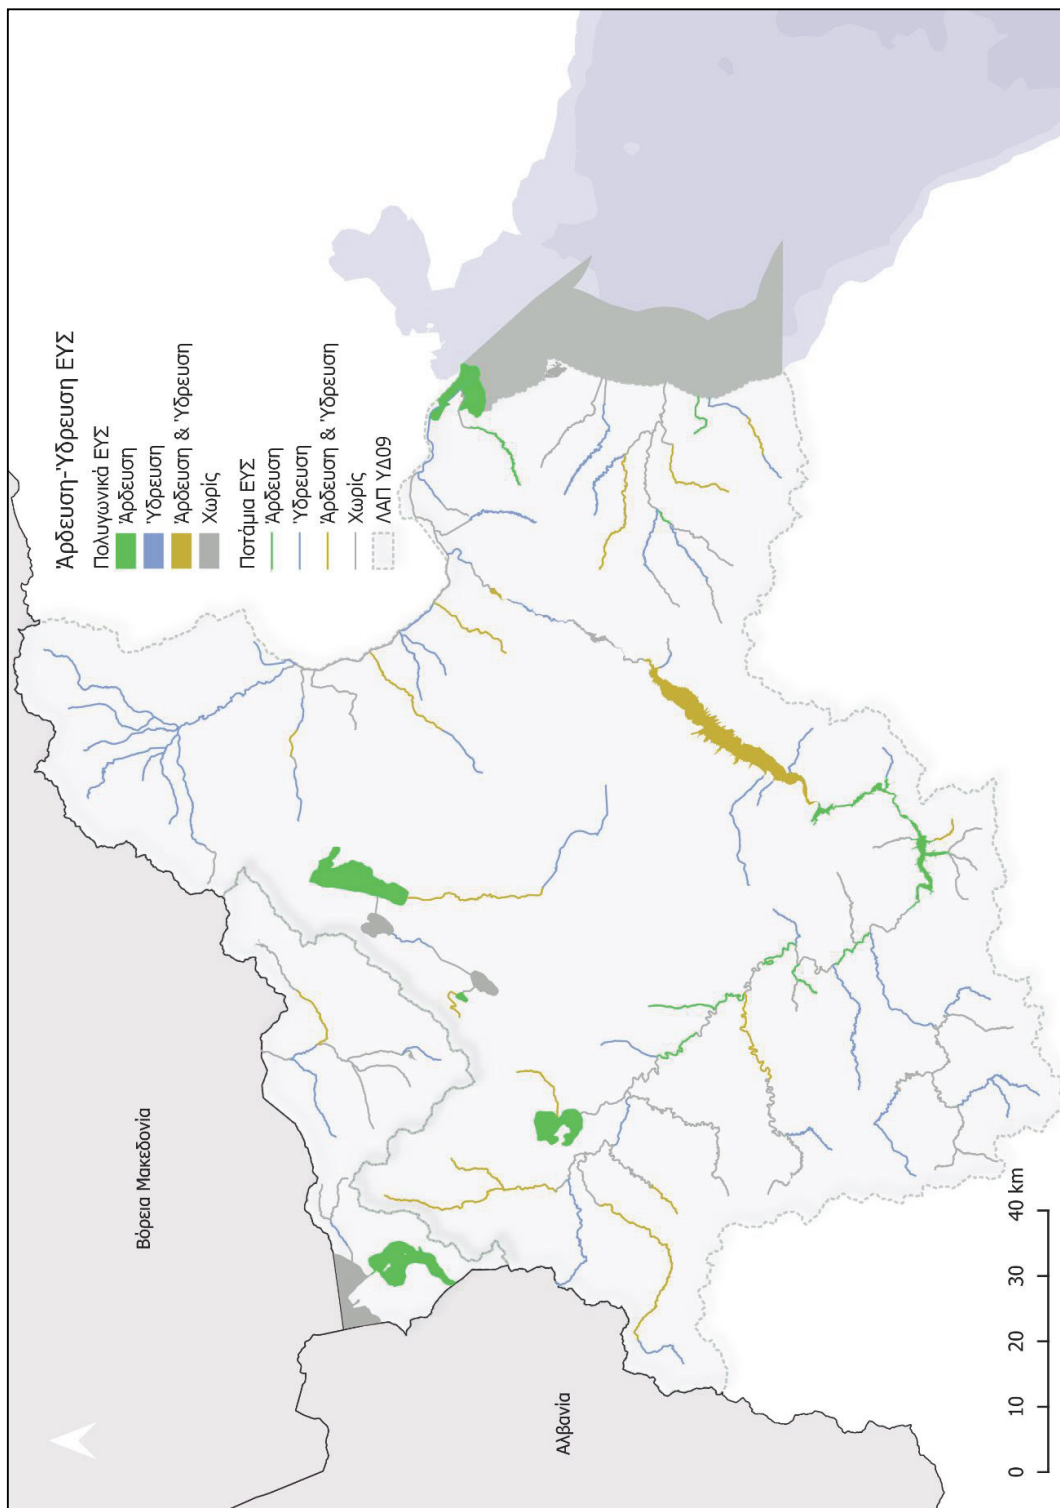 Άρδευση-Ύδρευση ΕΥΣ
Πολυγωνικά ΕΥΣ
Άρδευση
Ύδρευση
Άρδευση & Ύδρευση
Χωρίς
Ποτάμια ΕΥΣ
Άρδευση
Ύδρευση
Άρδευση & Ύδρευση
Χωρίς
ΛΑΠ ΥΔ09
Βόρεια Μακεδονία
Αλβανία
0 10 20 30 40 km